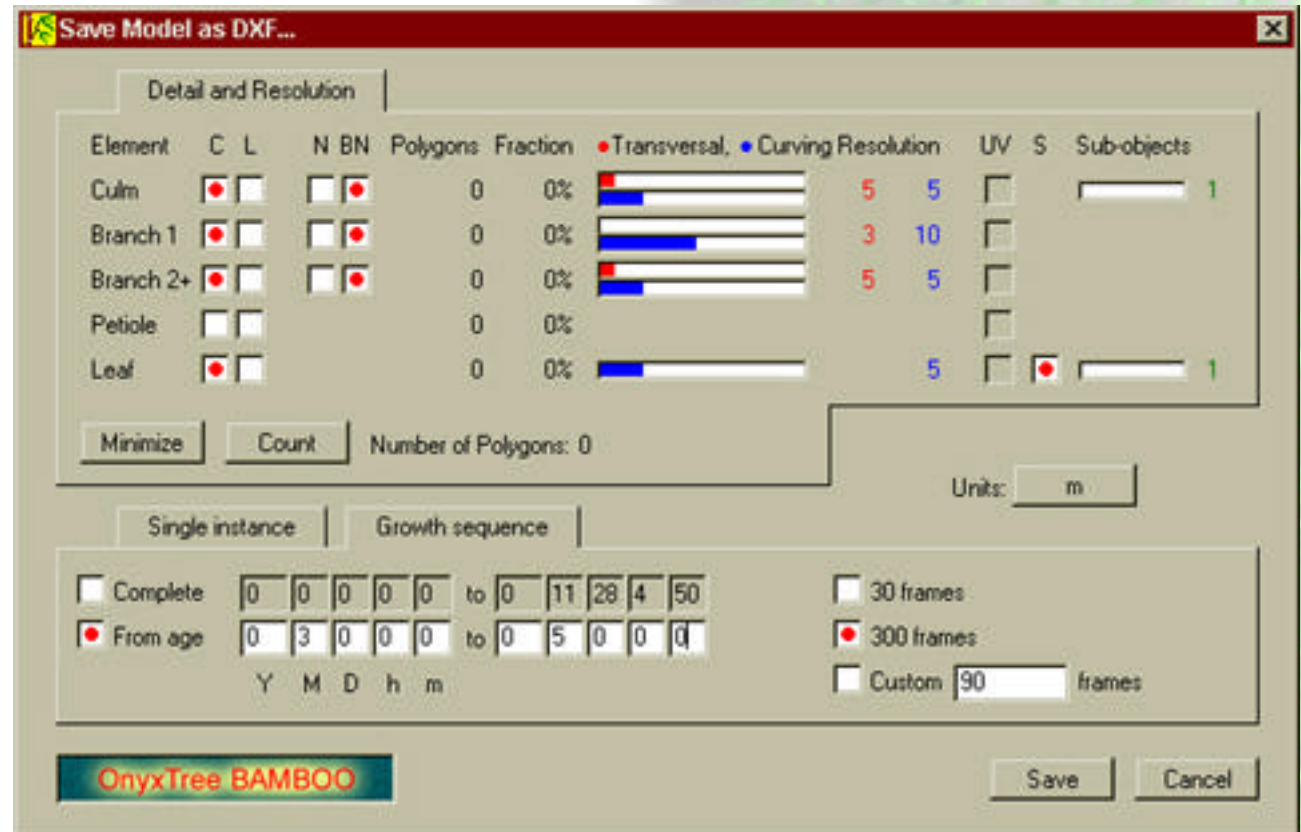 Save Model as DXF...
Detail and Resolution
Element C L N BN Polygons Fraction Transversal, Curving Resolution UV S Sub-objects
Culm 0 0% 5 5 1
Branch 1 0 0% 3 10
Branch 2+ 0 0% 5 5
Petiole 0 0%
Leaf 0 0% 5 1
Minimize Count Number of Polygons: 0
Units: m
Single instance Growth sequence
Complete 0 0 0 0 0 to 0 11 28 4 50 30 frames
From age 0 3 0 0 0 to 0 5 0 0 0 300 frames
Y M D h m Custom 90 frames
OnyxTree BAMBOO Save Cancel